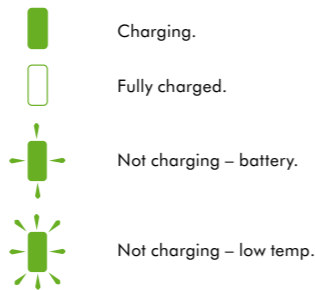 Charging.
Fully charged.
Not charging – battery.
Not charging – low temp.